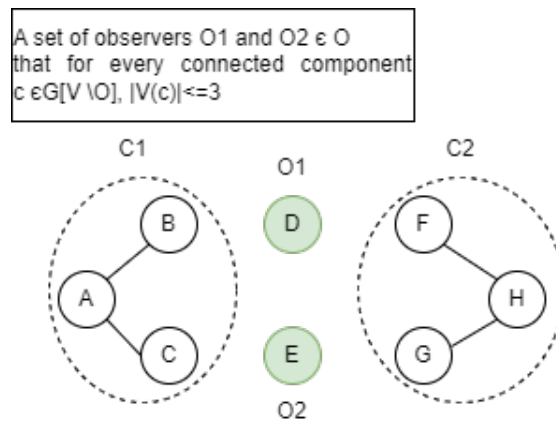 A set of observers O1 and O2 є O
that for every connected component
c єG[V \O], |V(c)|<=3
C1
O1
C2
B
D
F
A
H
C
E
G
O2